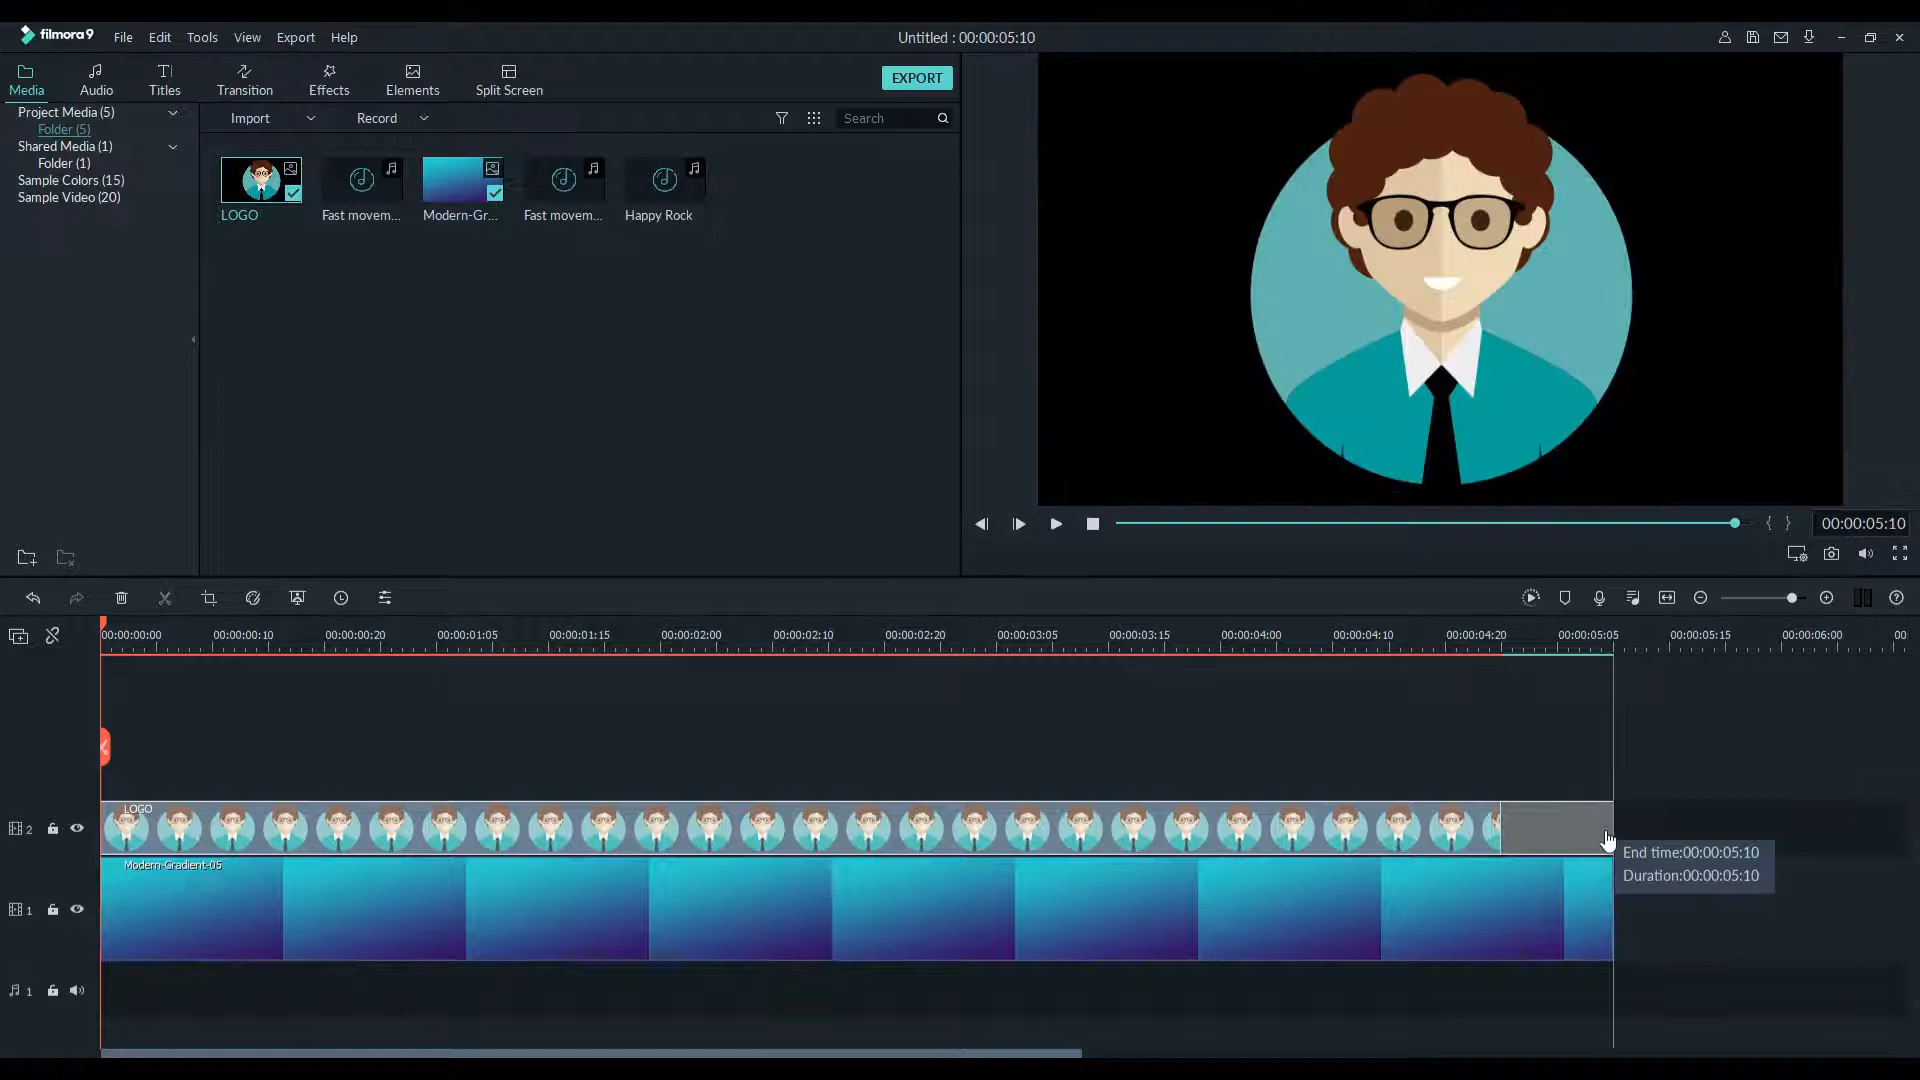 filmora9 File Edit Tools View Export Help Untitled : 00:00:05:10
Media Audio Titles Transition Effects Elements Split Screen EXPORT
Project Media (5)
Folder (5)
Shared Media (1)
Folder (1)
Sample Colors (15)
Sample Video (20)
Import Record Search
LOGO Fast movem... Modern-Gr... Fast movem... Happy Rock
00:00:05:10
00:00:00:00 00:00:00:10 00:00:00:20 00:00:01:05 00:00:01:15 00:00:02:00 00:00:02:10 00:00:02:20 00:00:03:05 00:00:03:15 00:00:04:00 00:00:04:10 00:00:04:20 00:00:05:05 00:00:05:15 00:00:06:00 00:
LOGO
2
End time:00:00:05:10
Duration:00:00:05:10
Modern-Gradient-05
1
1